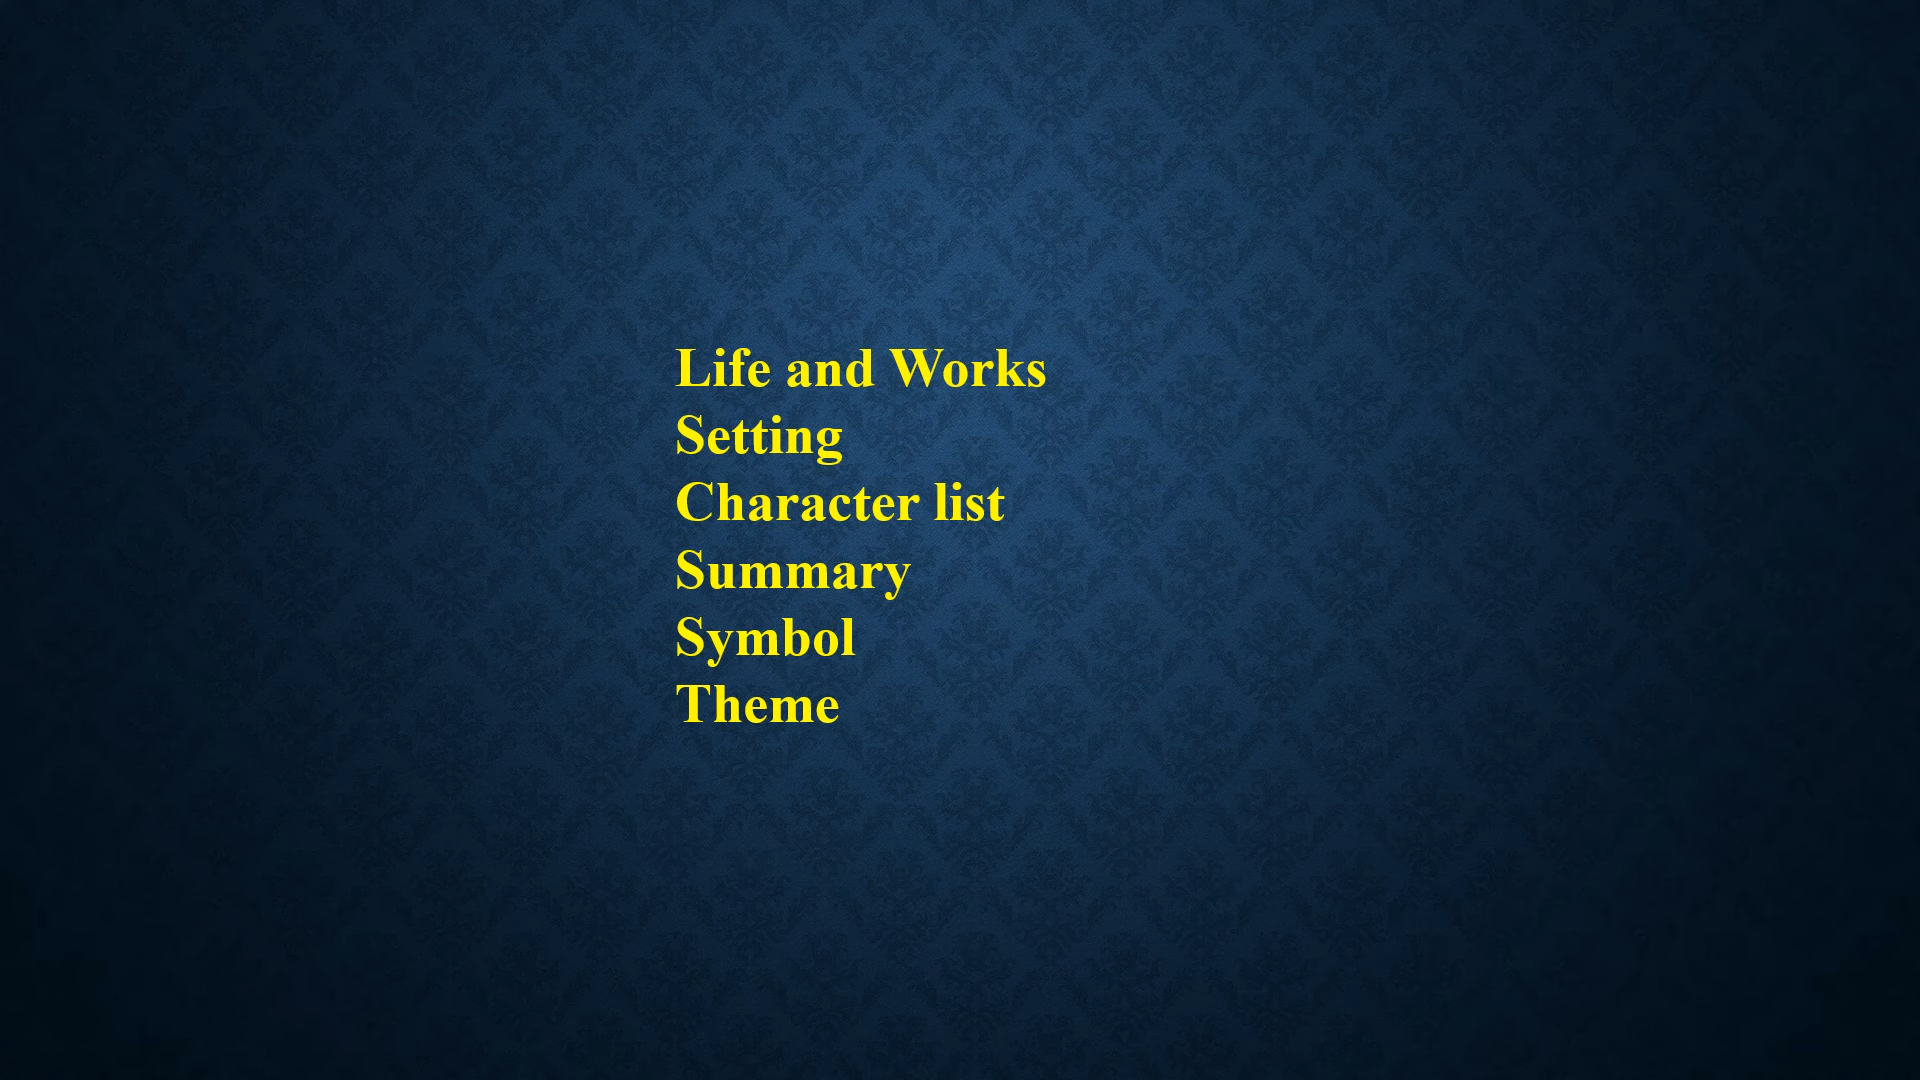 Life and Works
Setting
Character list
Summary
Symbol
Theme